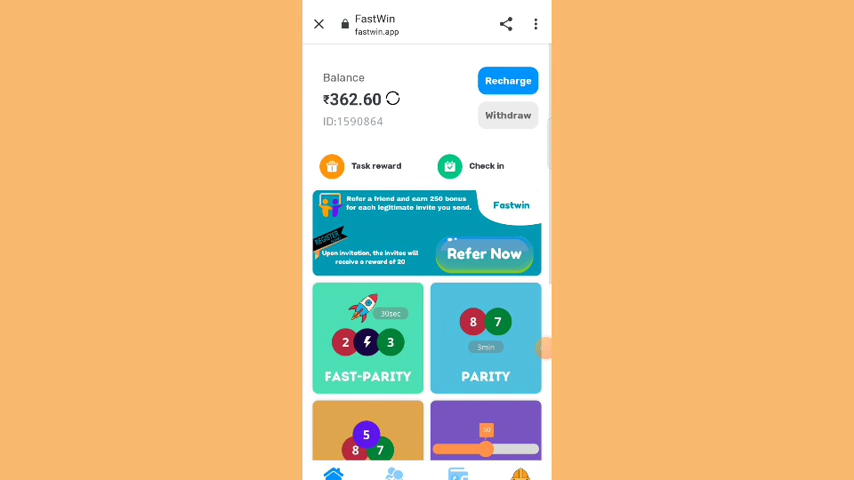 FastWin
fastwin.app
Balance
₹362.60
ID:1590864
Recharge
Withdraw
Task reward
Check in
Refer a friend and earn 250 bonus
for each legitimate invite you send.
Fastwin
REGISTER
Upon invitation, the invitee will
receive a reward of 20
Refer Now
30sec
2 3
FAST-PARITY
8 7
3min
PARITY
5
8 7